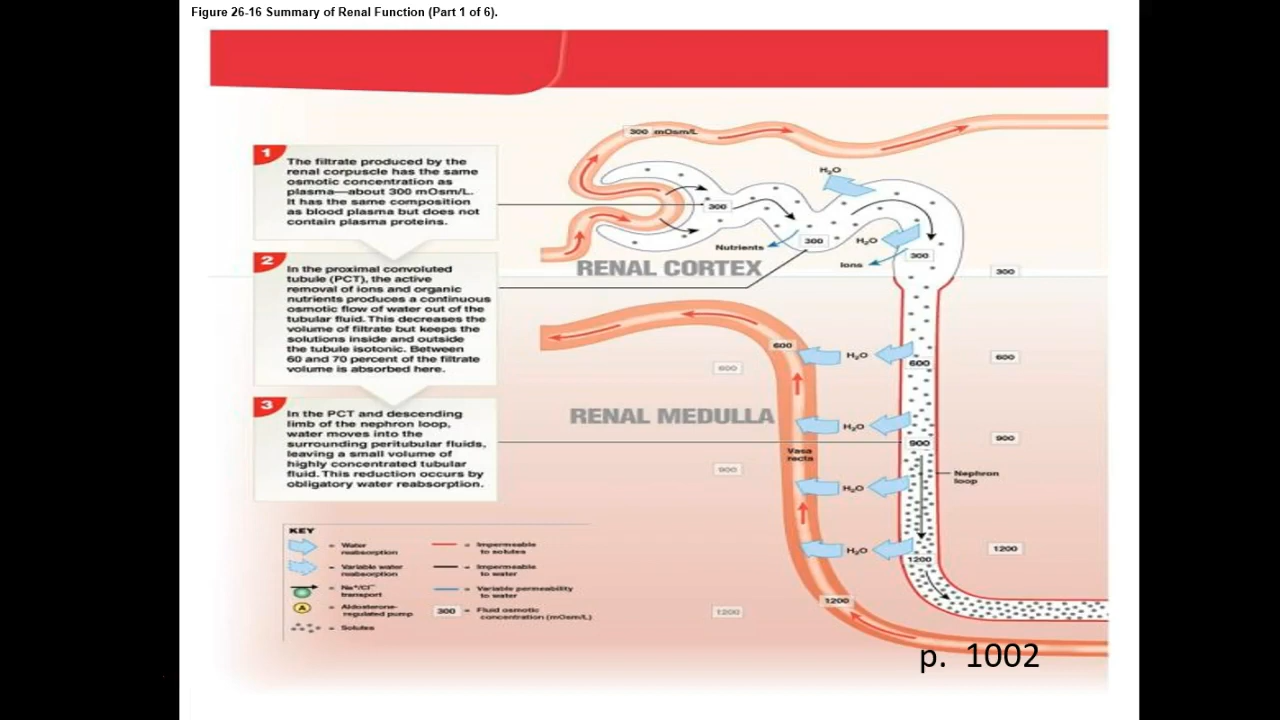 Figure 26-16 Summary of Renal Function (Part 1 of 6).
1
The filtrate produced by the
renal corpuscle has the same
osmotic concentration as
plasma—about 300 mOsm/L.
It has the same composition
as blood plasma but does not
contain plasma proteins.
2
In the proximal convoluted
tubule (PCT), the active
removal of ions and organic
nutrients produces a continuous
osmotic flow of water out of the
tubular fluid. This decreases the
volume of filtrate but keeps the
solutions inside and outside
the tubule isotonic. Between
60 and 70 percent of the filtrate
volume is absorbed here.
3
In the PCT and descending
limb of the nephron loop,
water moves into the
surrounding peritubular fluids,
leaving a small volume of
highly concentrated tubular
fluid. This reduction occurs by
obligatory water reabsorption.
300 mOsm/L
H₂O
300
Nutrients
300
H₂O
Ions
300
RENAL CORTEX
300
600
H₂O
600
600
600
RENAL MEDULLA
H₂O
900
900
Vasa
recta
900
Nephron
loop
H₂O
H₂O
1200
1200
1200
1200
KEY
= Water
reabsorption
= Variable water
reabsorption
= Na⁺/Cl⁻
transport
A = Aldosterone-
regulated pump
= Solutes
= Impermeable
to solutes
= Impermeable
to water
= Variable permeability
to water
300 = Fluid osmotic
concentration (mOsm/L)
p. 1002